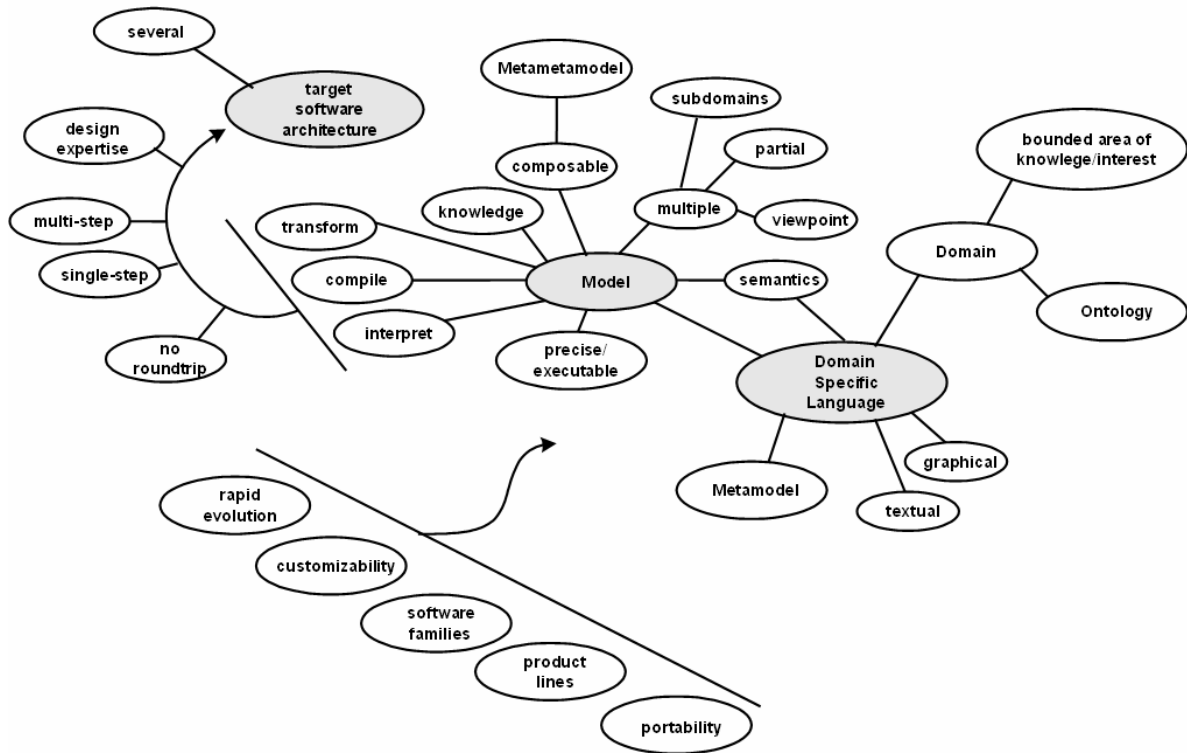 several
target
software
architecture
Metametamodel
subdomains
design
expertise
bounded area of
knowlege/interest
composable
partial
multi-step
transform
knowledge
multiple
viewpoint
Domain
single-step
compile
Model
semantics
Ontology
interpret
no
roundtrip
precise/
executable
Domain
Specific
Language
graphical
Metamodel
textual
rapid
evolution
customizability
software
families
product
lines
portability